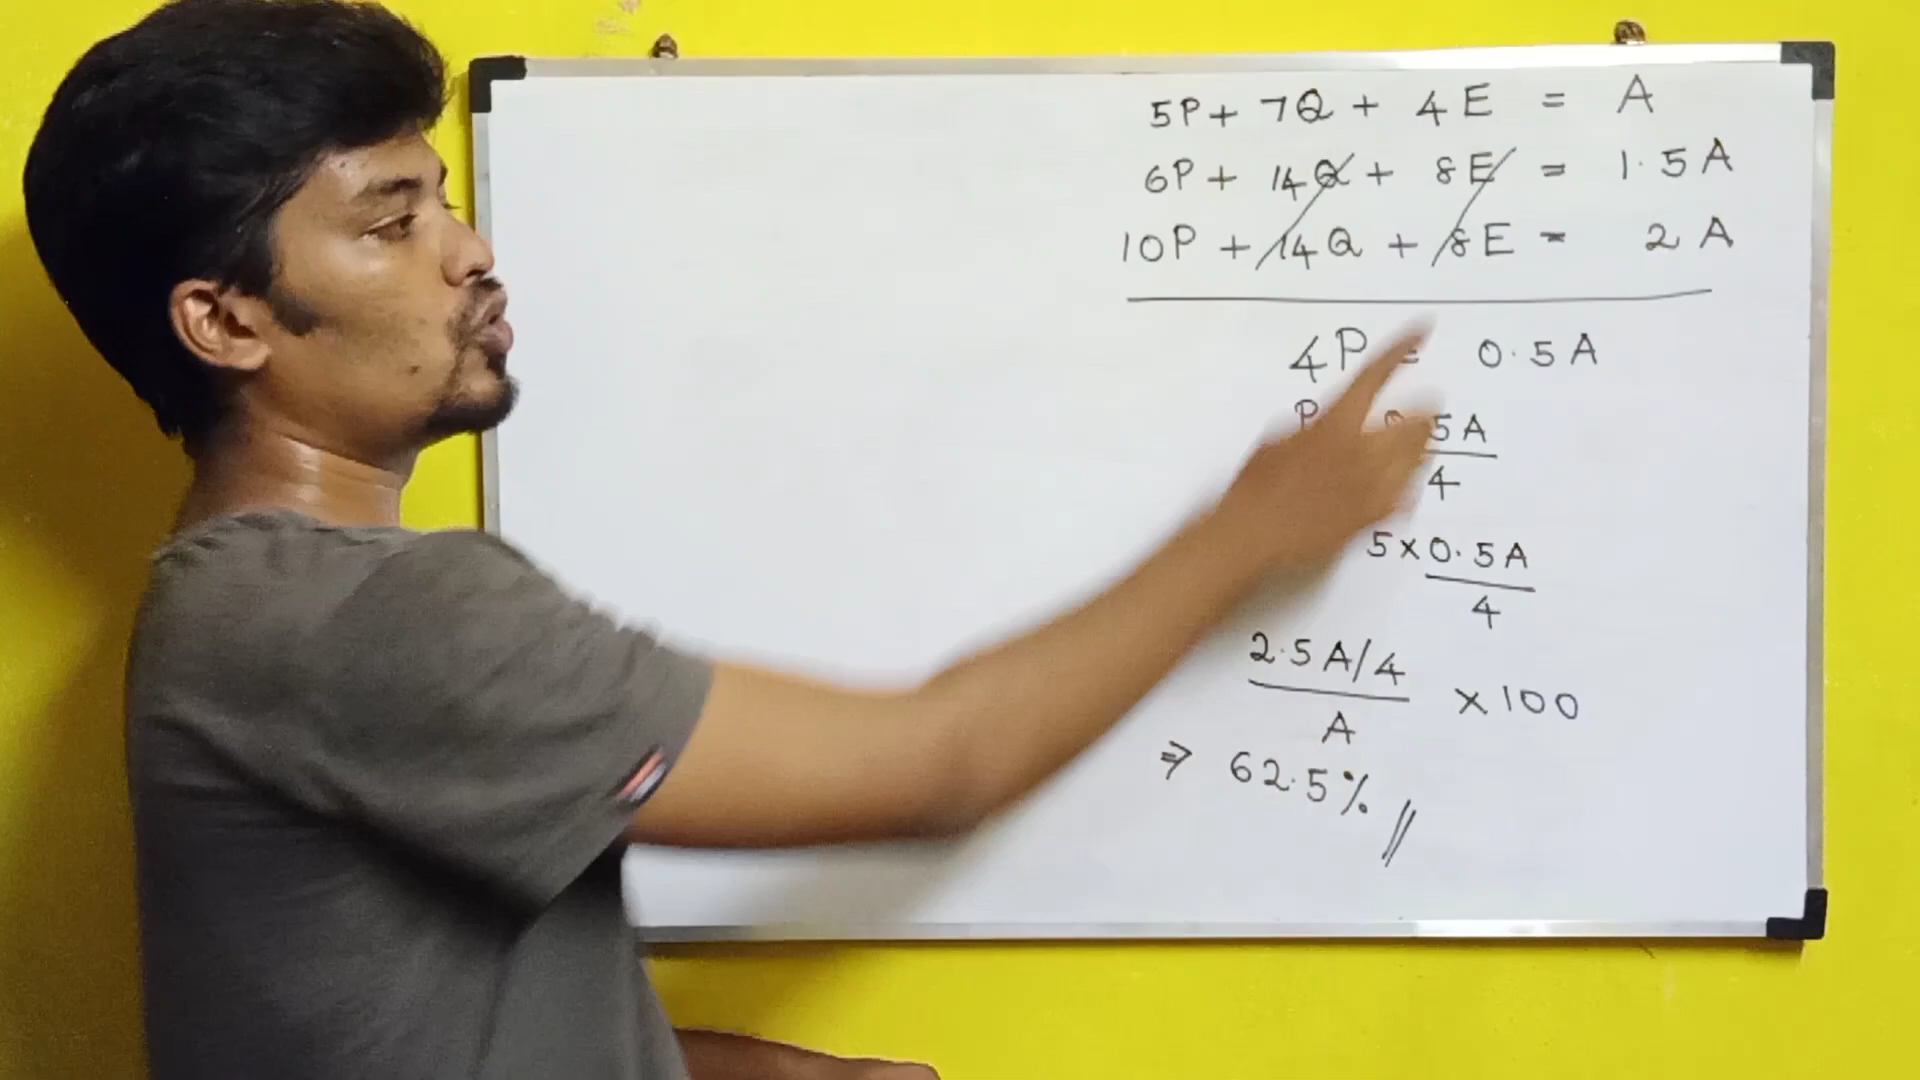 5P + 7Q + 4E = A
6P + 14Q + 8E = 1.5A
10P + 14Q + 8E = 2A
4P = 0.5A
P 0.5A
4
5 x 0.5A
4
2.5A/4
x 100
A
⇒ 62.5% //